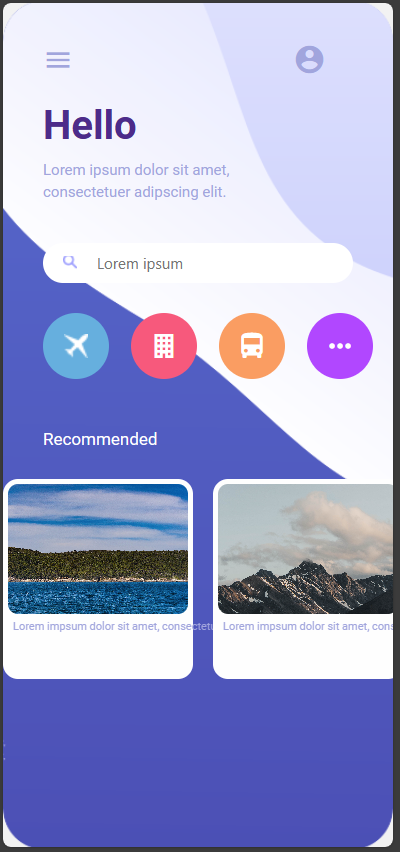 Hello
Lorem ipsum dolor sit amet,
consectetuer adipscing elit.
Lorem ipsum
Recommended
Lorem impsum dolor sit amet, consectetu
Lorem impsum dolor sit amet, cons